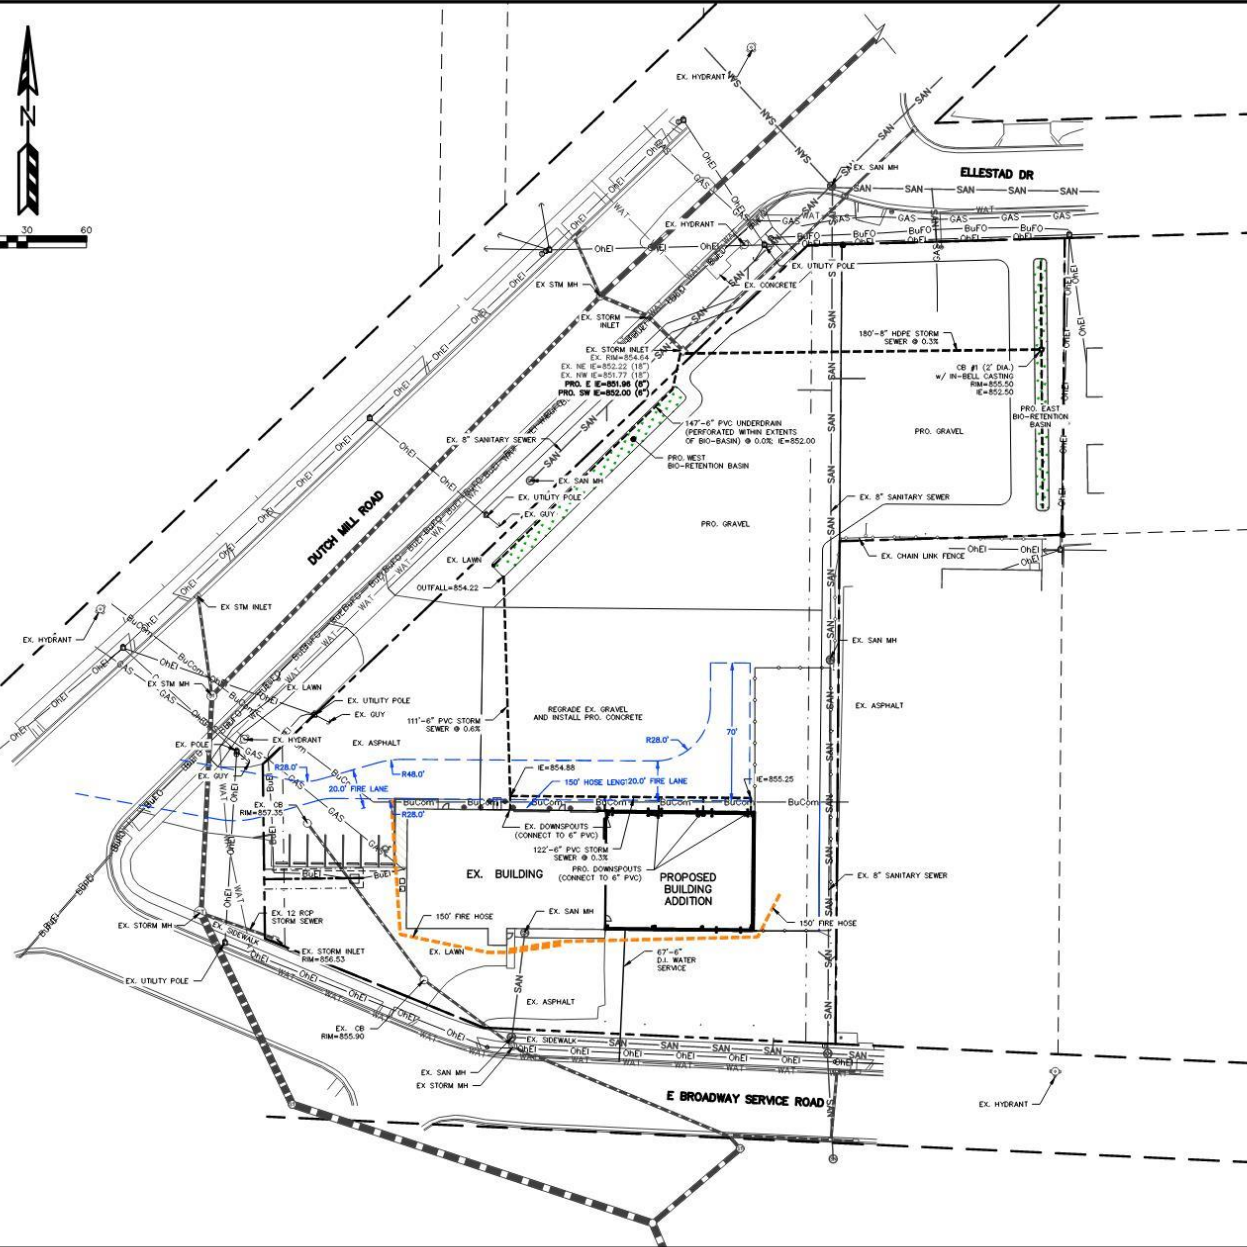 N
30
60
EX. HYDRANT
EX. SAN MH
ELLESTAD DR
EX. HYDRANT
EX. UTILITY POLE
EX. CONCRETE
EX STM MH
EX. STORM
INLET
EX. STORM INLET
EX. RIM=854.64
EX. NE IE=852.22 (18")
EX. NW IE=851.77 (18")
PRO. E IE=851.96 (8")
PRO. SW IE=852.00 (6")
180'-8" HDPE STORM
SEWER @ 0.3%
CB #1 (2' DIA.)
w/ IN-BELL CASTING
RIM=855.50
IE=852.50
PRO. EAST
BIO-RETENTION
BASIN
PRO. GRAVEL
147'-6" PVC UNDERDRAIN
(PERFORATED WITHIN EXTENTS
OF BIO-BASIN) @ 0.0%; IE=852.00
PRO. WEST
BIO-RETENTION BASIN
EX. 8" SANITARY SEWER
EX. SAN MH
EX. UTILITY POLE
EX. GUY
EX. 8" SANITARY SEWER
PRO. GRAVEL
DUTCH MILL ROAD
EX. LAWN
EX. CHAIN LINK FENCE
OUTFALL=854.22
EX STM INLET
EX. HYDRANT
EX. SAN MH
EX STM MH
EX. LAWN
EX. UTILITY POLE
EX. GUY
EX. ASPHALT
111'-6" PVC STORM
SEWER @ 0.6%
REGRADE EX. GRAVEL
AND INSTALL PRO. CONCRETE
70'
R28.0'
EX. ASPHALT
EX. HYDRANT
EX. POLE
EX. GUY
R28.0'
R48.0'
20.0' FIRE LANE
IE=854.88
150' HOSE LENGT
20.0' FIRE LANE
IE=855.25
EX. CB
RIM=857.35
R28.0'
BuCom
BuCom
BuCom
BuCom
BuCom
BuCom
EX. DOWNSPOUTS
(CONNECT TO 6" PVC)
122'-6" PVC STORM
SEWER @ 0.3%
PRO. DOWNSPOUTS
(CONNECT TO 6" PVC)
EX. BUILDING
PROPOSED
BUILDING
ADDITION
EX. 8" SANITARY SEWER
EX. STORM MH
EX. 12 RCP
STORM SEWER
EX. SIDEWALK
150' FIRE HOSE
EX. SAN MH
150' FIRE HOSE
EX. STORM INLET
RIM=856.53
EX. LAWN
67'-6"
D.I. WATER
SERVICE
EX. UTILITY POLE
EX. ASPHALT
EX. CB
RIM=855.90
EX. SIDEWALK
EX. SAN MH
EX STORM MH
E BROADWAY SERVICE ROAD
EX. HYDRANT